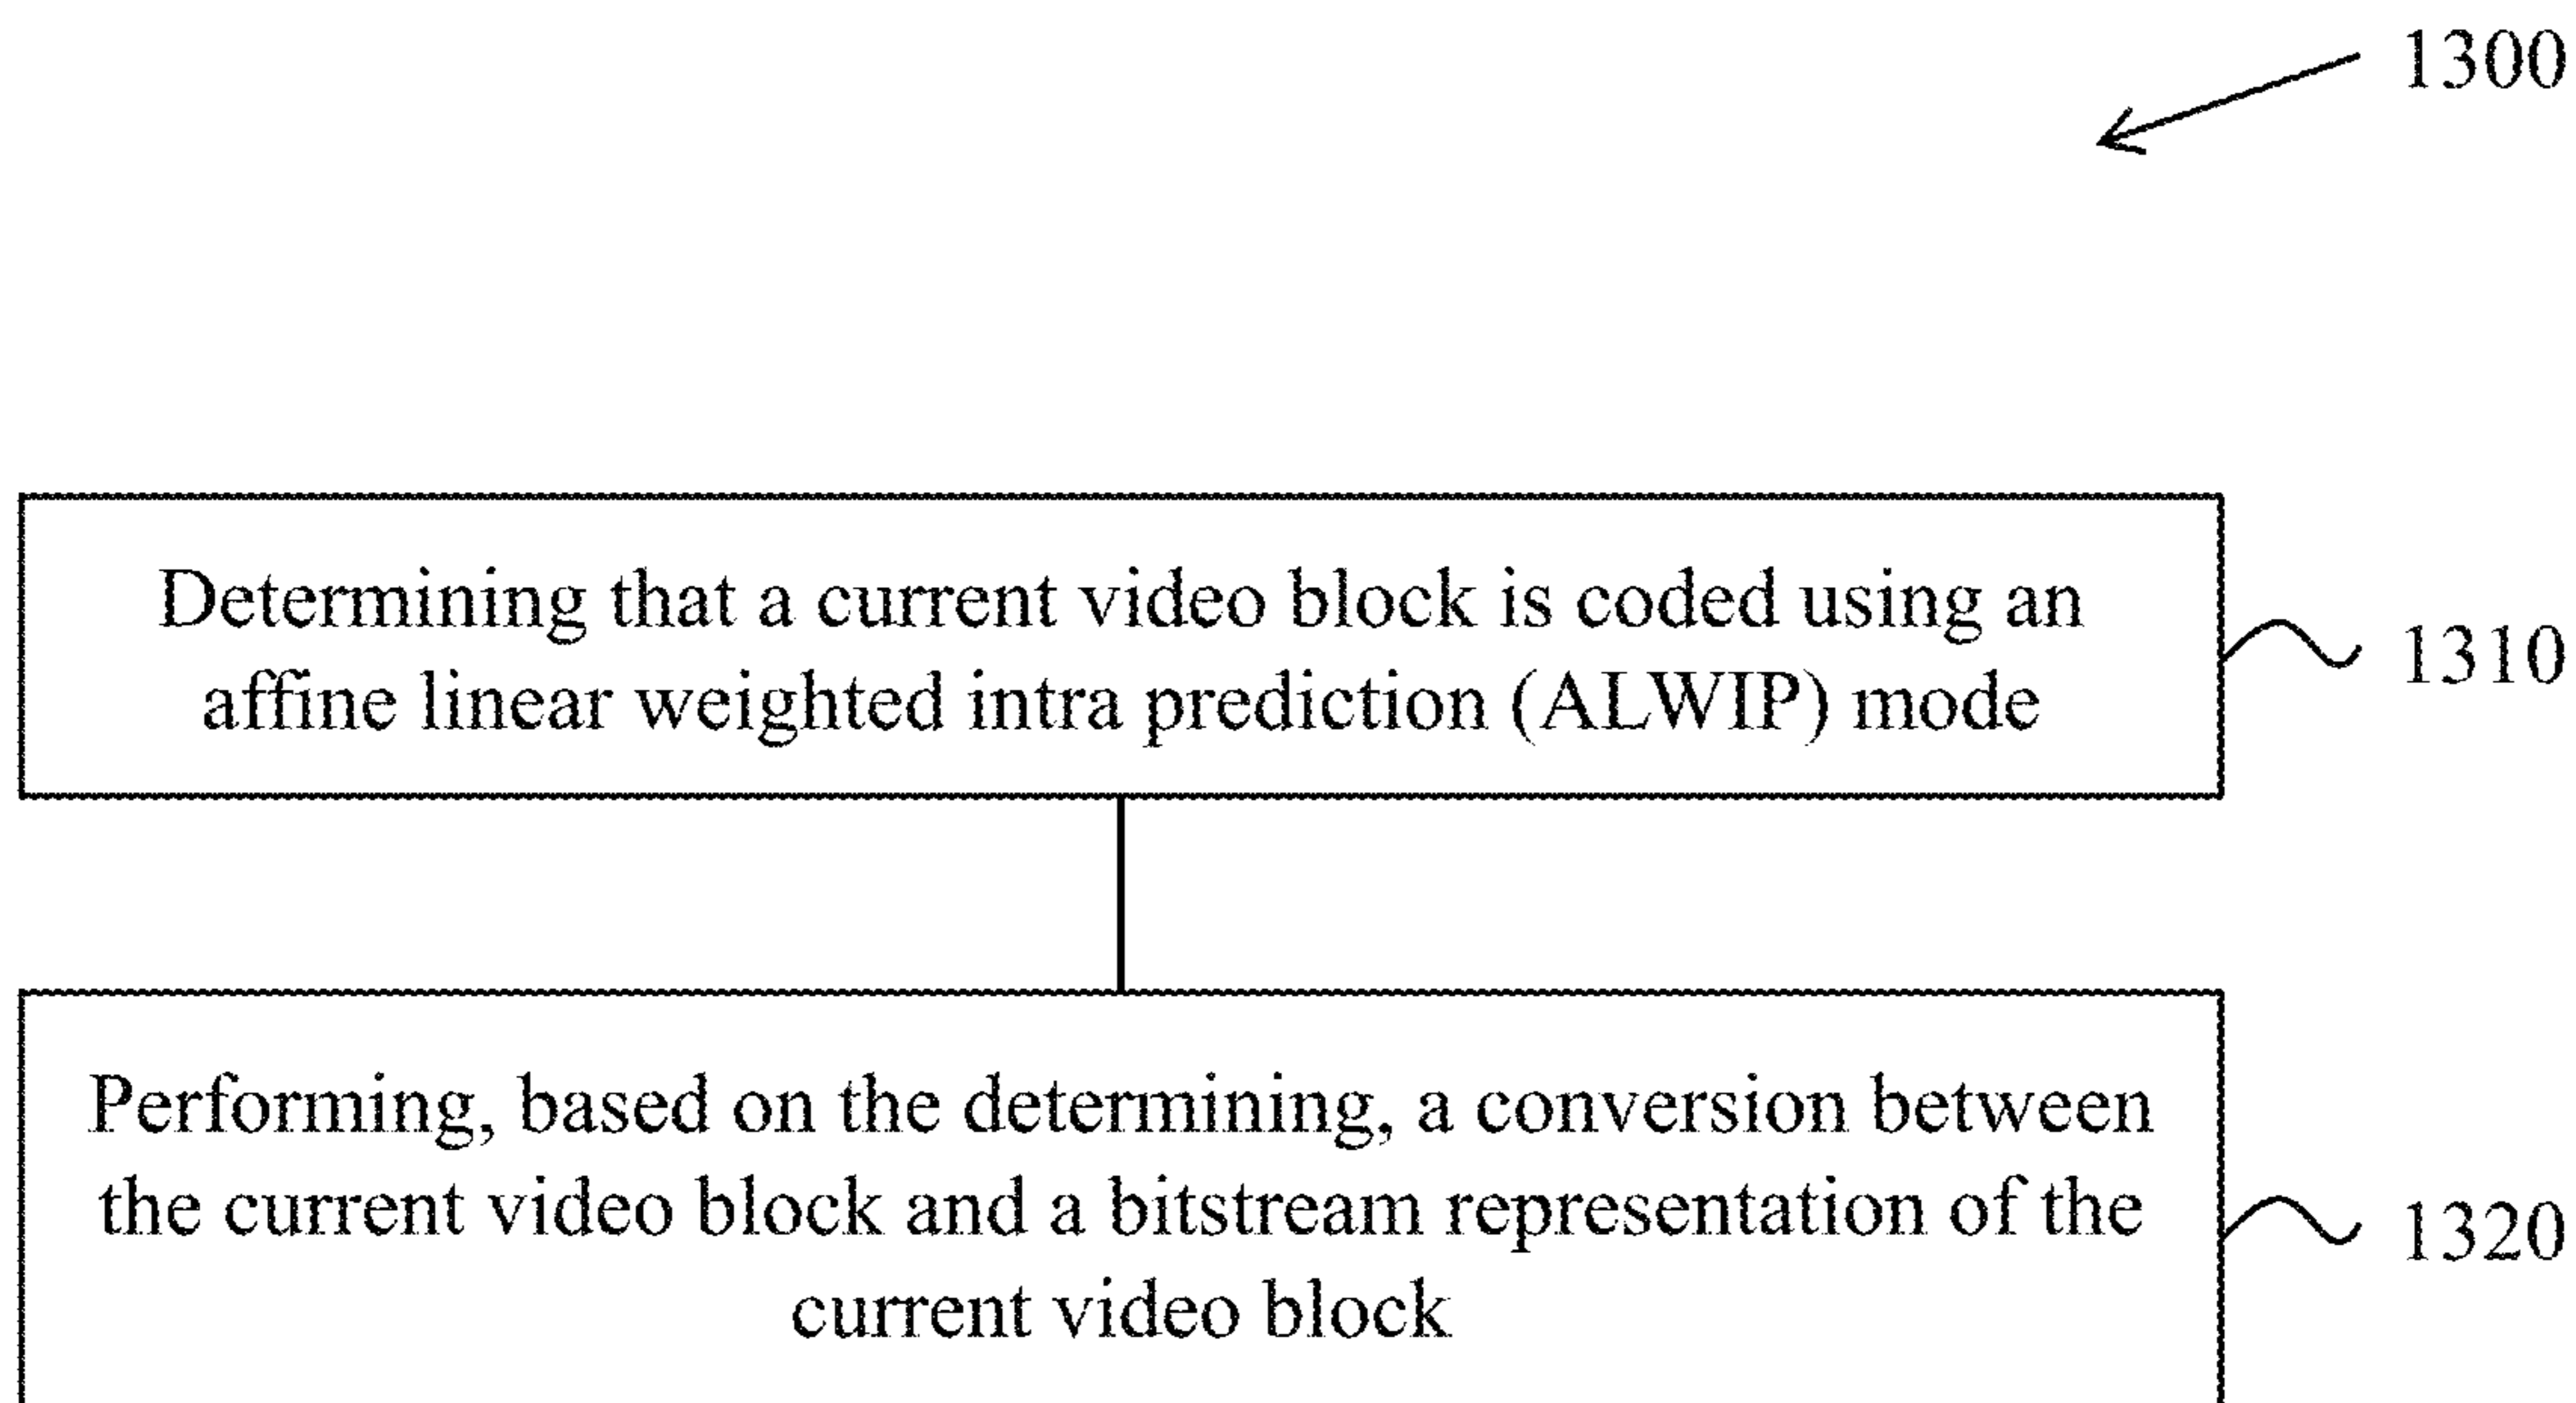 1300
Determining that a current video block is coded using an
affine linear weighted intra prediction (ALWIP) mode
1310
Performing, based on the determining, a conversion between
the current video block and a bitstream representation of the
current video block
1320